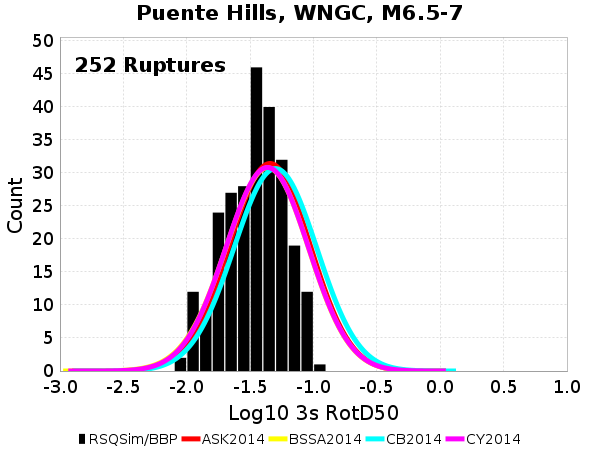 Puente Hills, WNGC, M6.5-7
252 Ruptures
50
45
40
35
30
25
20
15
10
5
0
Count
-3.0 -2.5 -2.0 -1.5 -1.0 -0.5 0.0 0.5 1.0
Log10 3s RotD50
RSQSim/BBP ASK2014 BSSA2014 CB2014 CY2014